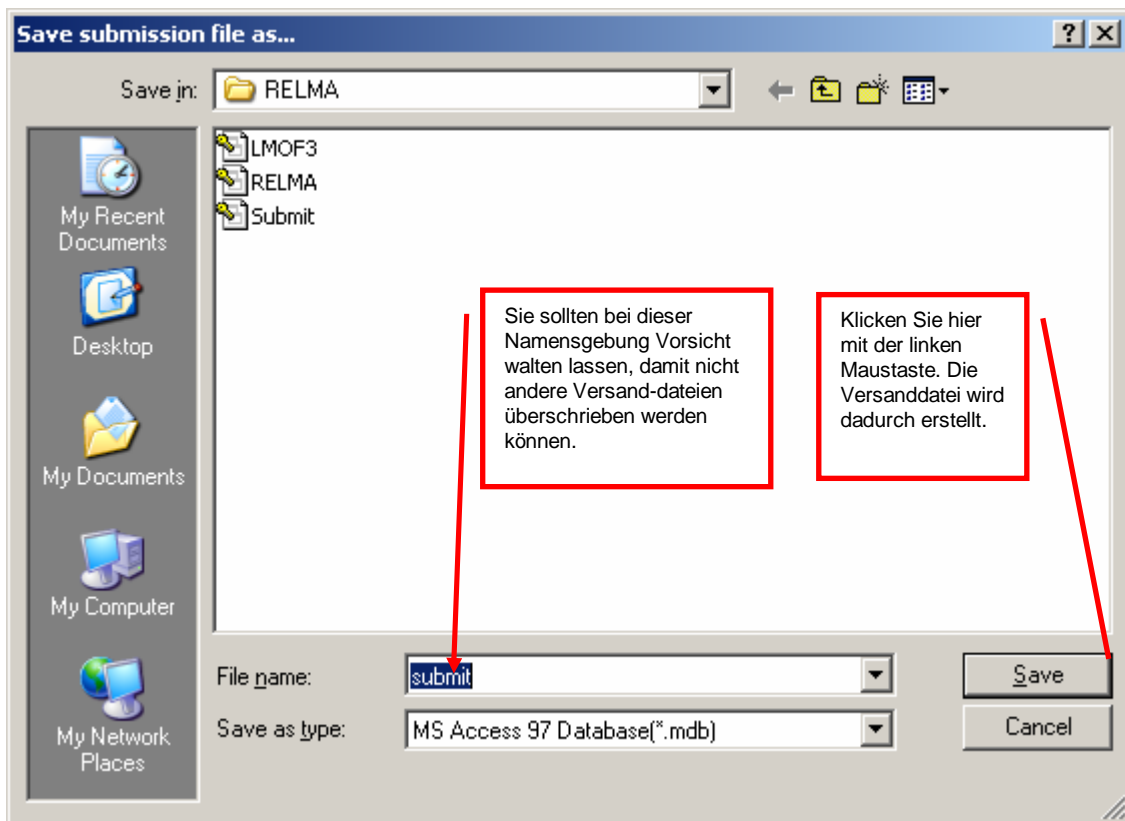 Save submission file as...
Save in:
RELMA
My Recent
Documents
Desktop
My Documents
My Computer
My Network
Places
LMOF3
RELMA
Submit
Sie sollten bei dieser
Namensgebung Vorsicht
walten lassen, damit nicht
andere Versand-dateien
überschrieben werden
können.
Klicken Sie hier
mit der linken
Maustaste. Die
Versanddatei wird
dadurch erstellt.
File name:
submit
Save
Save as type:
MS Access 97 Database(*.mdb)
Cancel